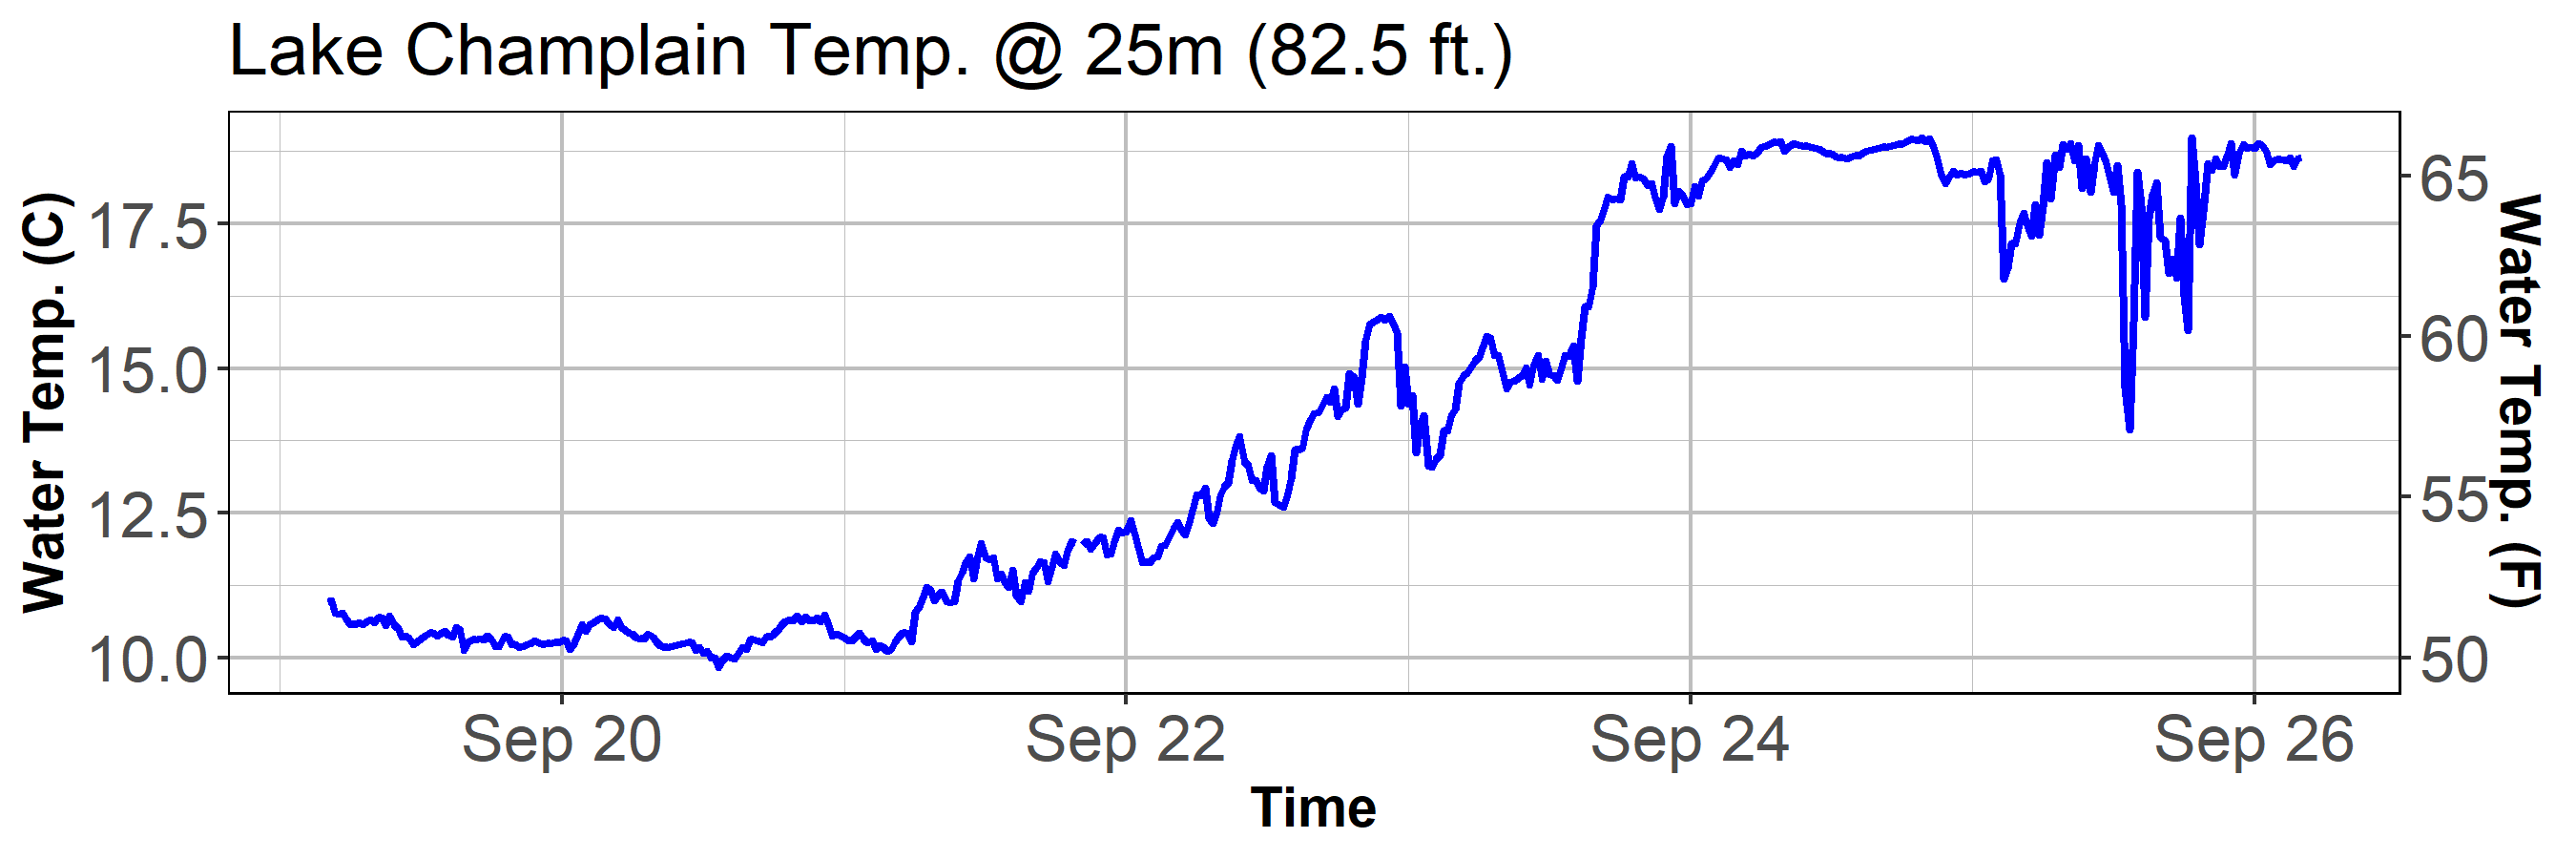 Lake Champlain Temp. @ 25m (82.5 ft.)
Water Temp. (C)
17.5
15.0
12.5
10.0
65
60
55
50
Water Temp. (F)
Sep 20 Sep 22 Sep 24 Sep 26
Time